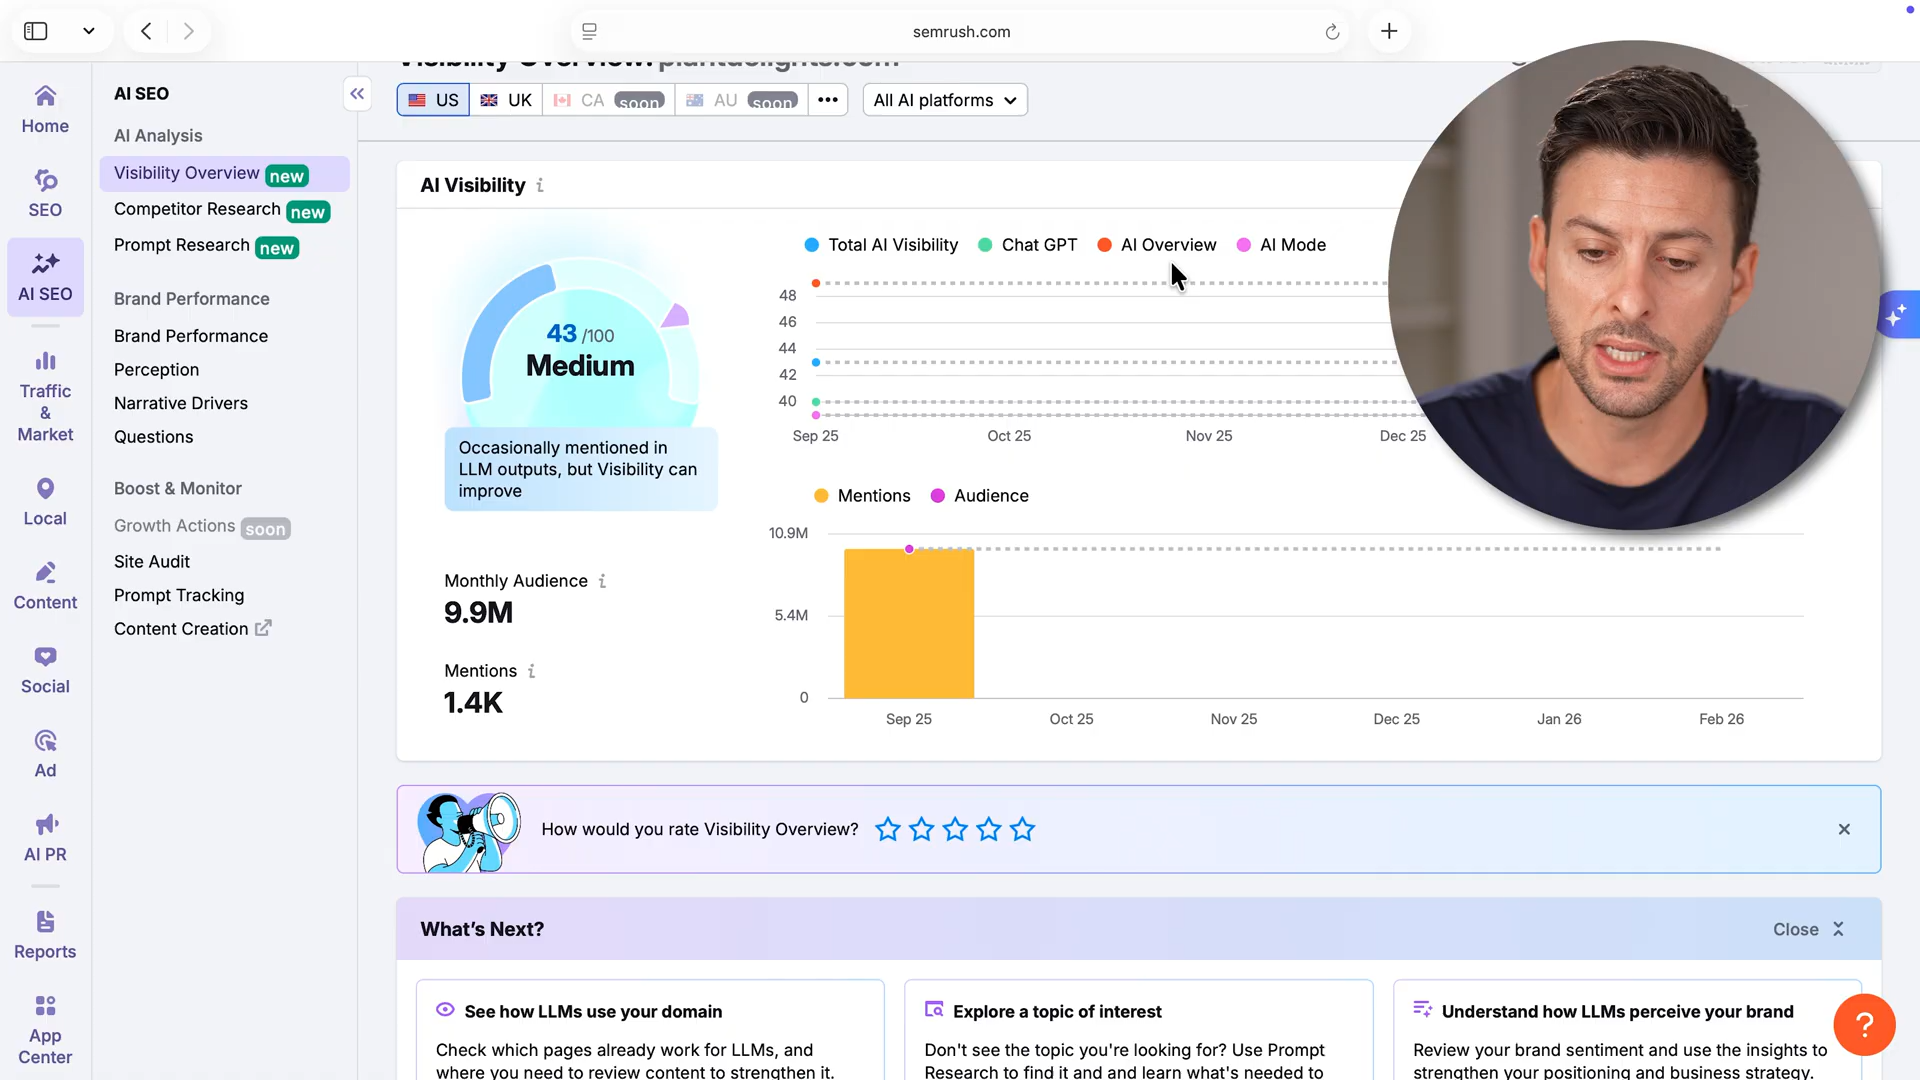 semrush.com
Visibility Overview: plantdelights.com
US
UK
CA soon
AU soon
All AI platforms
Home
SEO
AI SEO
Traffic
&
Market
Local
Content
Social
Ad
AI PR
Reports
App
Center
AI SEO
AI Analysis
Visibility Overview new
Competitor Research new
Prompt Research new
Brand Performance
Brand Performance
Perception
Narrative Drivers
Questions
Boost & Monitor
Growth Actions soon
Site Audit
Prompt Tracking
Content Creation
AI Visibility
43 /100
Medium
Occasionally mentioned in
LLM outputs, but Visibility can
improve
Total AI Visibility
Chat GPT
AI Overview
AI Mode
48
46
44
42
40
Sep 25
Oct 25
Nov 25
Dec 25
Monthly Audience
9.9M
Mentions
1.4K
Mentions
Audience
10.9M
5.4M
0
Sep 25
Oct 25
Nov 25
Dec 25
Jan 26
Feb 26
How would you rate Visibility Overview?
What's Next?
Close
See how LLMs use your domain
Check which pages already work for LLMs, and
where you need to review content to strengthen it.
Explore a topic of interest
Don't see the topic you're looking for? Use Prompt
Research to find it and and learn what's needed to
Understand how LLMs perceive your brand
Review your brand sentiment and use the insights to
strengthen your positioning and business strategy.
?